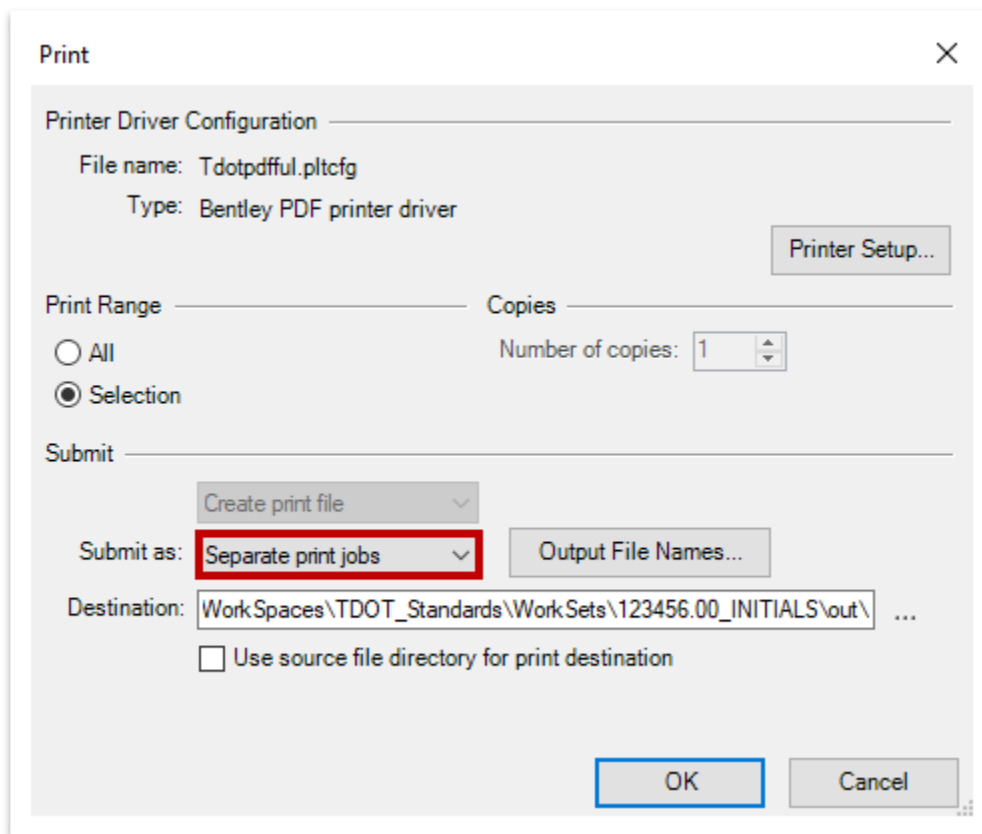 Print
Printer Driver Configuration
File name: Tdotpdfful.pltcfg
Type: Bentley PDF printer driver
Printer Setup...
Print Range
Copies
All
Number of copies: 1
Selection
Submit
Create print file
Submit as: Separate print jobs
Output File Names...
Destination: WorkSpaces\TDOT_Standards\WorkSets\123456.00_INITIALS\out\ ...
Use source file directory for print destination
OK
Cancel